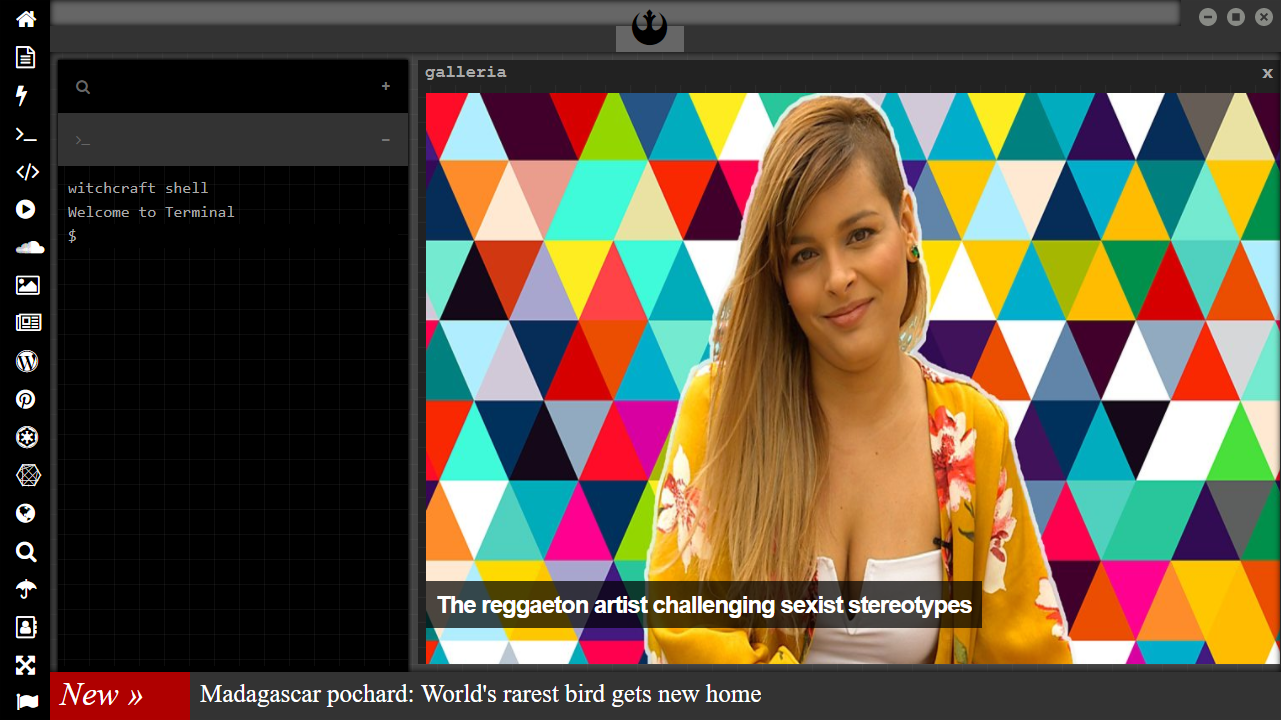 galleria
x
+
>_
−
witchcraft shell
Welcome to Terminal
$
The reggaeton artist challenging sexist stereotypes
New »
Madagascar pochard: World's rarest bird gets new home